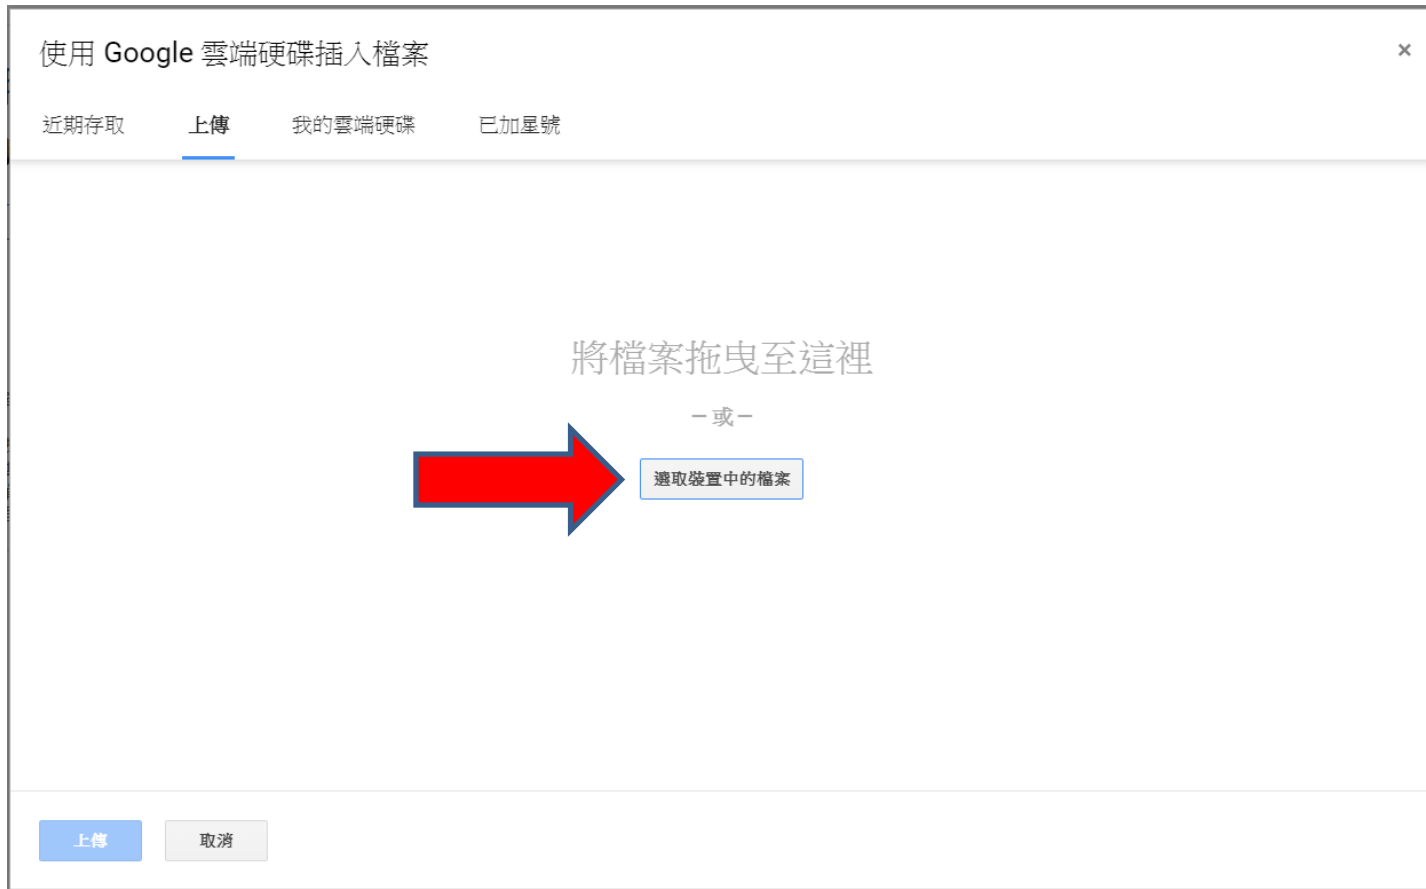 使用 Google 雲端硬碟插入檔案
×
近期存取 上傳 我的雲端硬碟 已加星號
將檔案拖曳至這裡
－或－
選取裝置中的檔案
上傳 取消